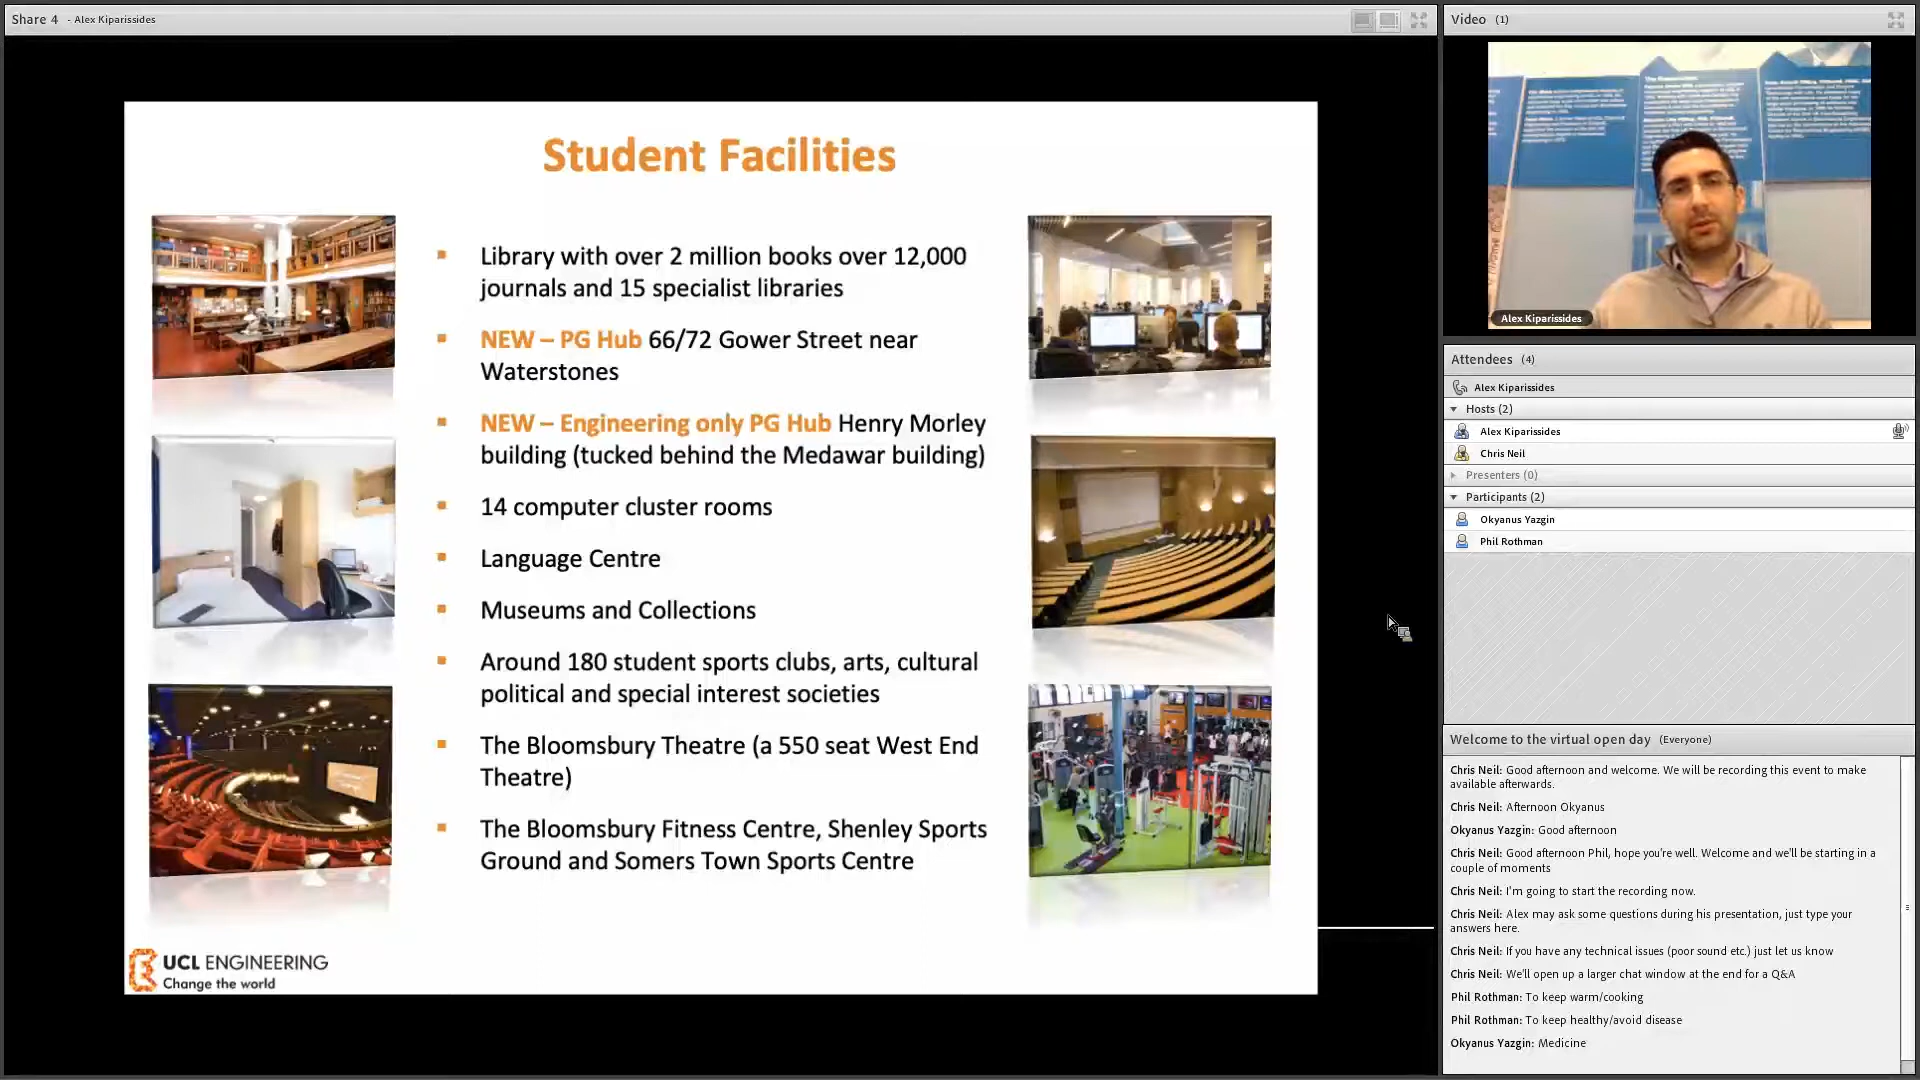 Share 4 - Alex Kiparissides
Student Facilities
Library with over 2 million books over 12,000
journals and 15 specialist libraries
NEW – PG Hub 66/72 Gower Street near
Waterstones
NEW – Engineering only PG Hub Henry Morley
building (tucked behind the Medawar building)
14 computer cluster rooms
Language Centre
Museums and Collections
Around 180 student sports clubs, arts, cultural
political and special interest societies
The Bloomsbury Theatre (a 550 seat West End
Theatre)
The Bloomsbury Fitness Centre, Shenley Sports
Ground and Somers Town Sports Centre
UCL ENGINEERING
Change the world
Video (1)
Alex Kiparissides
Attendees (4)
Alex Kiparissides
Hosts (2)
Alex Kiparissides
Chris Neil
Presenters (0)
Participants (2)
Okyanus Yazgin
Phil Rothman
Welcome to the virtual open day (Everyone)
Chris Neil: Good afternoon and welcome. We will be recording this event to make
available afterwards.
Chris Neil: Afternoon Okyanus
Okyanus Yazgin: Good afternoon
Chris Neil: Good afternoon Phil, hope you're well. Welcome and we'll be starting in a
couple of moments
Chris Neil: I'm going to start the recording now.
Chris Neil: Alex may ask some questions during his presentation, just type your
answers here.
Chris Neil: If you have any technical issues (poor sound etc.) just let us know
Chris Neil: We'll open up a larger chat window at the end for a Q&A
Phil Rothman: To keep warm/cooking
Phil Rothman: To keep healthy/avoid disease
Okyanus Yazgin: Medicine